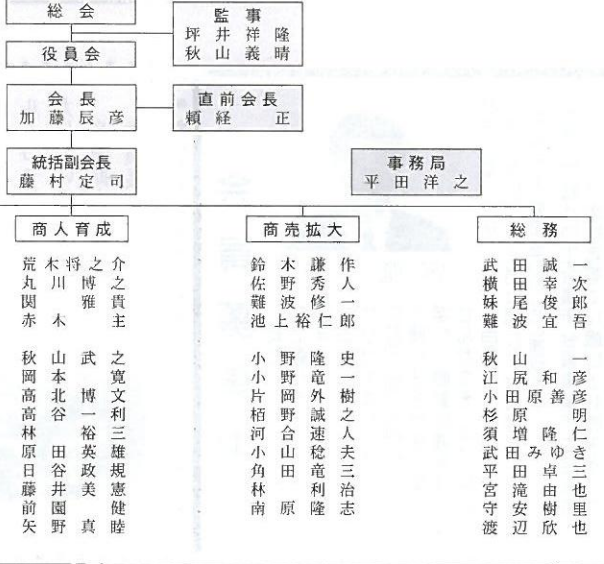 総会
監事
坪井祥隆
秋山義晴
役員会
会長
加藤辰彦
直前会長
頼経正
統括副会長
藤村定司
事務局
平田洋之
商人育成
荒木将之介
丸川博之
関雅貴
赤木主
秋山武之
岡本寛
高北博文
高谷一利
林裕三
原田英雄
日谷政規
藤井美憲
前園健
矢野真睦
商売拡大
鈴木謙作
佐野秀人
難波修一
池上裕仁郎
小野隆史
小野竜一
片岡外樹
栢野誠之
河合速人
小山稔夫
角田竜三
林利治
南原隆志
総務
武田誠一
横田幸次
妹尾俊郎
難波宜吾
秋山一
江尻和彦
小田原善彦
杉原明
須増隆仁
武田みゆき
平田卓三
宮滝由也
守安樹里
渡辺欣也